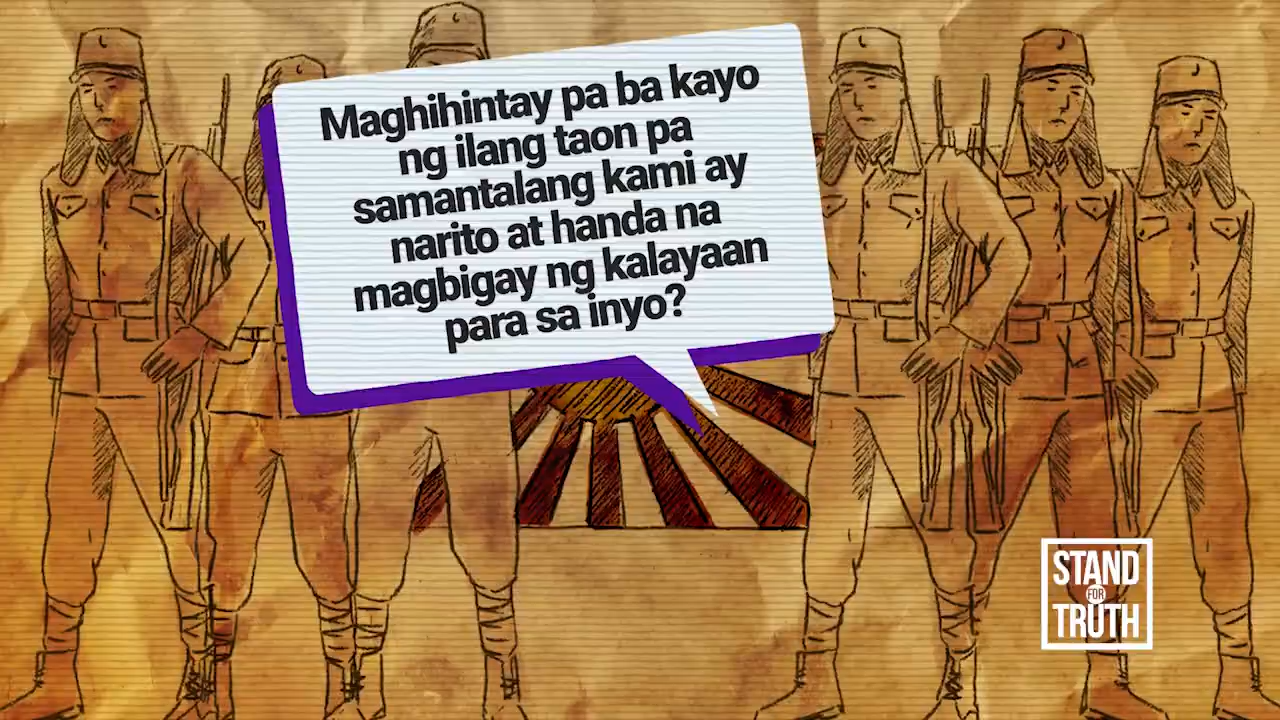 Maghihintay pa ba kayo
ng ilang taon pa
samantalang kami ay
narito at handa na
magbigay ng kalayaan
para sa inyo?
STAND
FOR
TRUTH